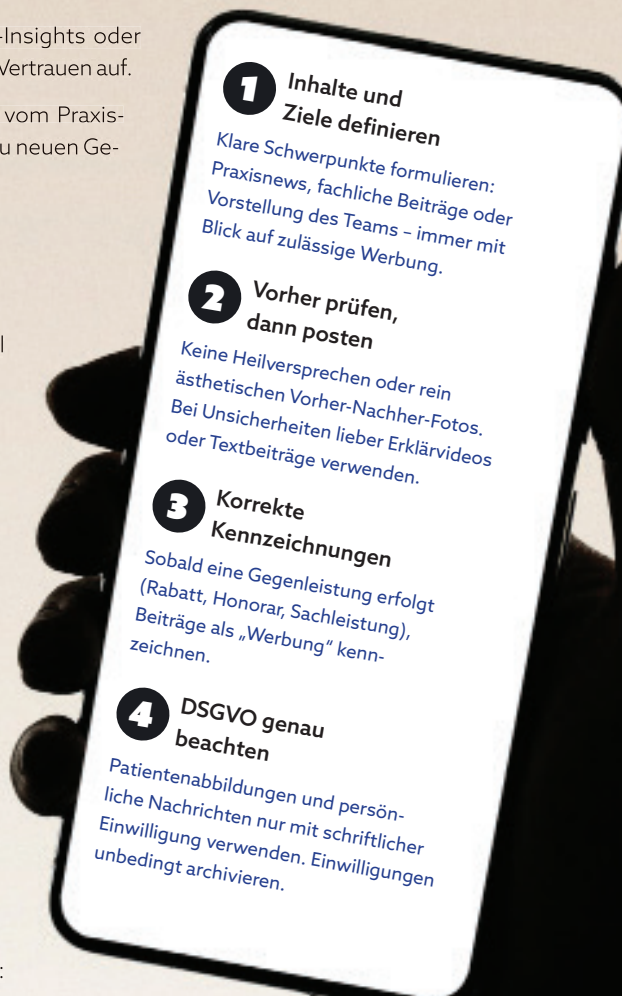 -Insights oder
Vertrauen auf.
vom Praxis-
u neuen Ge-
l
:
1 Inhalte und
Ziele definieren
Klare Schwerpunkte formulieren:
Praxisnews, fachliche Beiträge oder
Vorstellung des Teams – immer mit
Blick auf zulässige Werbung.
2 Vorher prüfen,
dann posten
Keine Heilversprechen oder rein
ästhetischen Vorher-Nachher-Fotos.
Bei Unsicherheiten lieber Erklärvideos
oder Textbeiträge verwenden.
3 Korrekte
Kennzeichnungen
Sobald eine Gegenleistung erfolgt
(Rabatt, Honorar, Sachleistung),
Beiträge als „Werbung“ kenn-
zeichnen.
4 DSGVO genau
beachten
Patientenabbildungen und persön-
liche Nachrichten nur mit schriftlicher
Einwilligung verwenden. Einwilligungen
unbedingt archivieren.